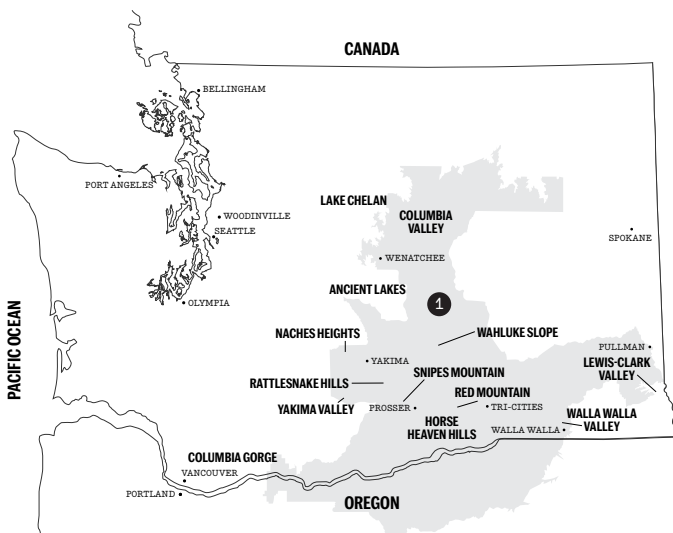 CANADA
BELLINGHAM
PORT ANGELES
LAKE CHELAN
COLUMBIA
VALLEY
WOODINVILLE
SEATTLE
SPOKANE
WENATCHEE
ANCIENT LAKES
OLYMPIA
1
PACIFIC OCEAN
NACHES HEIGHTS
WAHLUKE SLOPE
PULLMAN
YAKIMA
LEWIS-CLARK
VALLEY
SNIPES MOUNTAIN
RATTLESNAKE HILLS
RED MOUNTAIN
YAKIMA VALLEY
PROSSER
TRI-CITIES
HORSE
HEAVEN HILLS
WALLA WALLA
VALLEY
WALLA WALLA
COLUMBIA GORGE
VANCOUVER
PORTLAND
OREGON